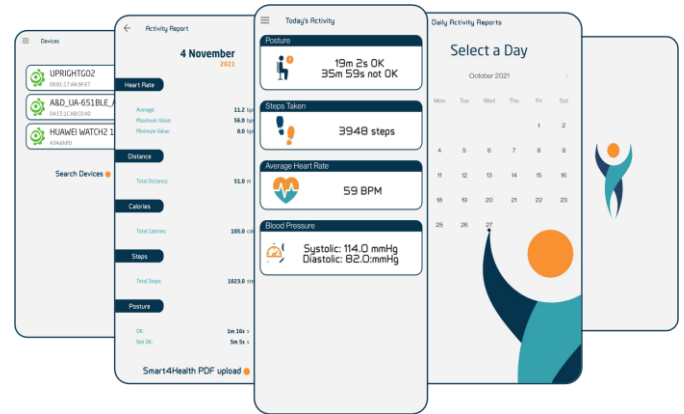 Devices
UPRIGHTGO2
A&D_UA-651BLE_
HUAWEI WATCH2 1
Search Devices
Activity Report
4 November
2021
Heart Rate
Average 11.2 bp
Maximum Value 56.0 bp
Minimum Value 0.0 bp
Distance
Total Distance 51.0 m
Calories
Total Calories 105.0 cal
Steps
Total Steps 1023.0 ste
Posture
OK: 1m 16s s
Not OK: 5m 5s s
Smart4Health PDF upload
Today's Activity
Posture
19m 2s OK
35m 59s not OK
Steps Taken
3948 steps
Average Heart Rate
59 BPM
Blood Pressure
Systolic: 114.0 mmHg
Diastolic: 82.0:mmHg
Daily Activity Reports
Select a Day
October 2021
Mon Tue Wed Thu Fri Sat
1 2
4 5 6 7 8 9
11 12 13 14 15 16
18 19 20 21 22 23
25 26 27